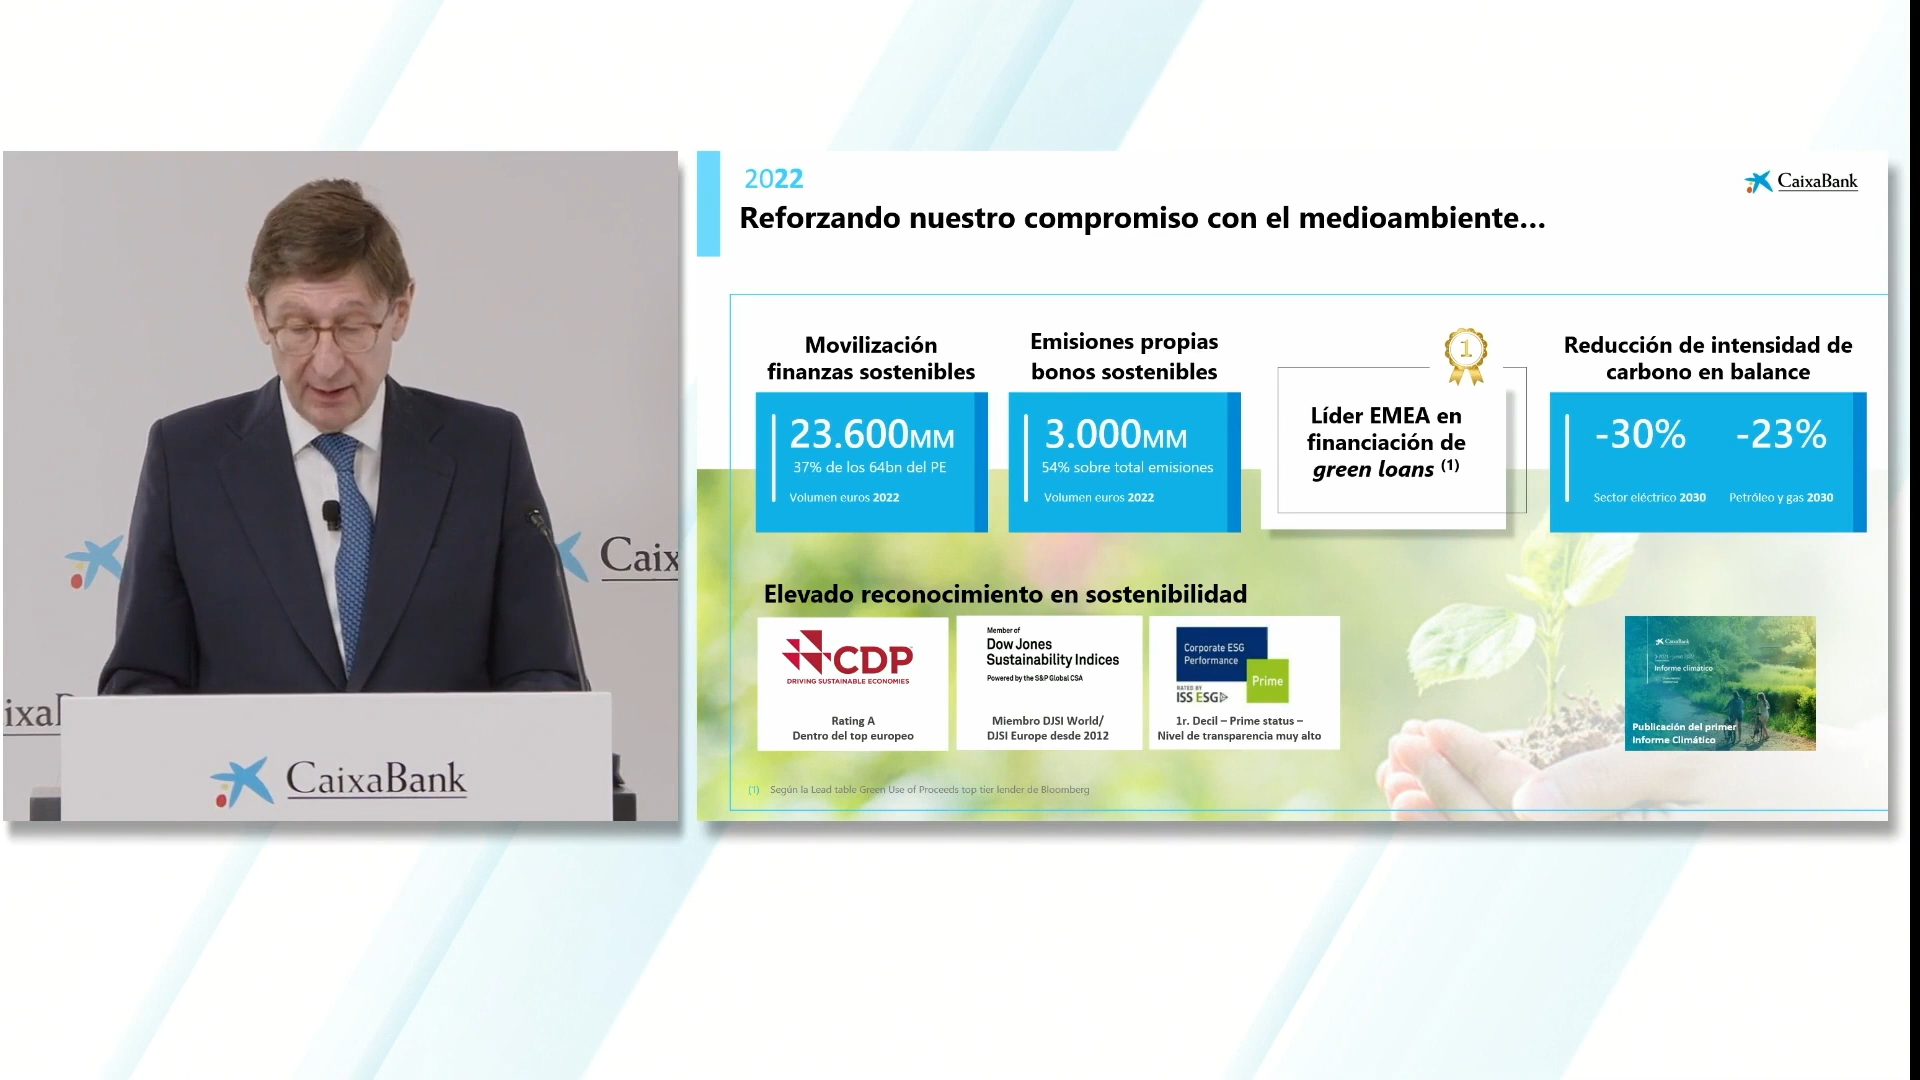 CaixaBank
Caix
ixaB
2022
CaixaBank
Reforzando nuestro compromiso con el medioambiente...
Movilización
finanzas sostenibles
23.600MM
37% de los 64bn del PE
Volumen euros 2022
Emisiones propias
bonos sostenibles
3.000MM
54% sobre total emisiones
Volumen euros 2022
1
Líder EMEA en
financiación de
green loans (1)
Reducción de intensidad de
carbono en balance
-30% -23%
Sector eléctrico 2030 Petróleo y gas 2030
Elevado reconocimiento en sostenibilidad
CDP
DRIVING SUSTAINABLE ECONOMIES
Rating A
Dentro del top europeo
Member of
Dow Jones
Sustainability Indices
Powered by the S&P Global CSA
Miembro DJSI World/
DJSI Europe desde 2012
Corporate ESG
Performance
Prime
RATED BY
ISS ESG
1r. Decil – Prime status –
Nivel de transparencia muy alto
CaixaBank
Informe climático
Publicación del primer
Informe Climático
(1) Según la Lead table Green Use of Proceeds top tier lender de Bloomberg